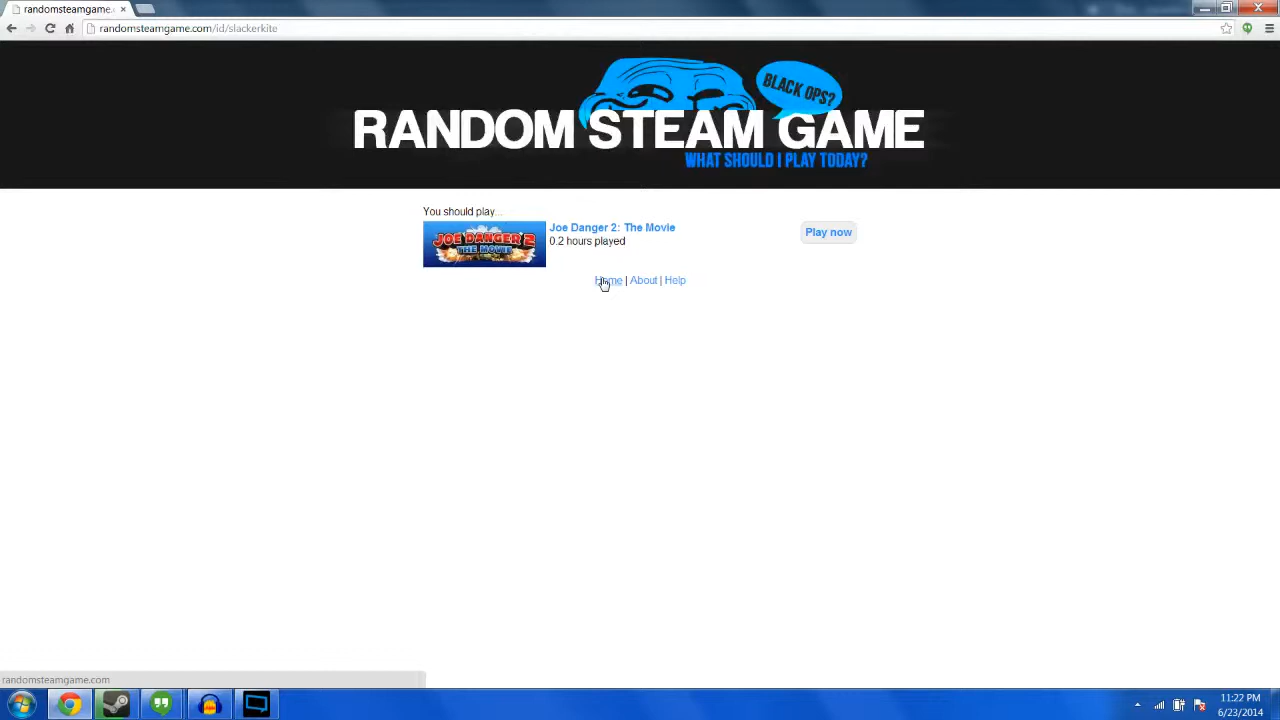 randomsteamgame.c
randomsteamgame.com/id/slackerkite
BLACK OPS?
RANDOM STEAM GAME
WHAT SHOULD I PLAY TODAY?
You should play...
JOE DANGER 2
THE MOVIE
Joe Danger 2: The Movie
0.2 hours played
Play now
Home | About | Help
randomsteamgame.com
11:22 PM
6/23/2014